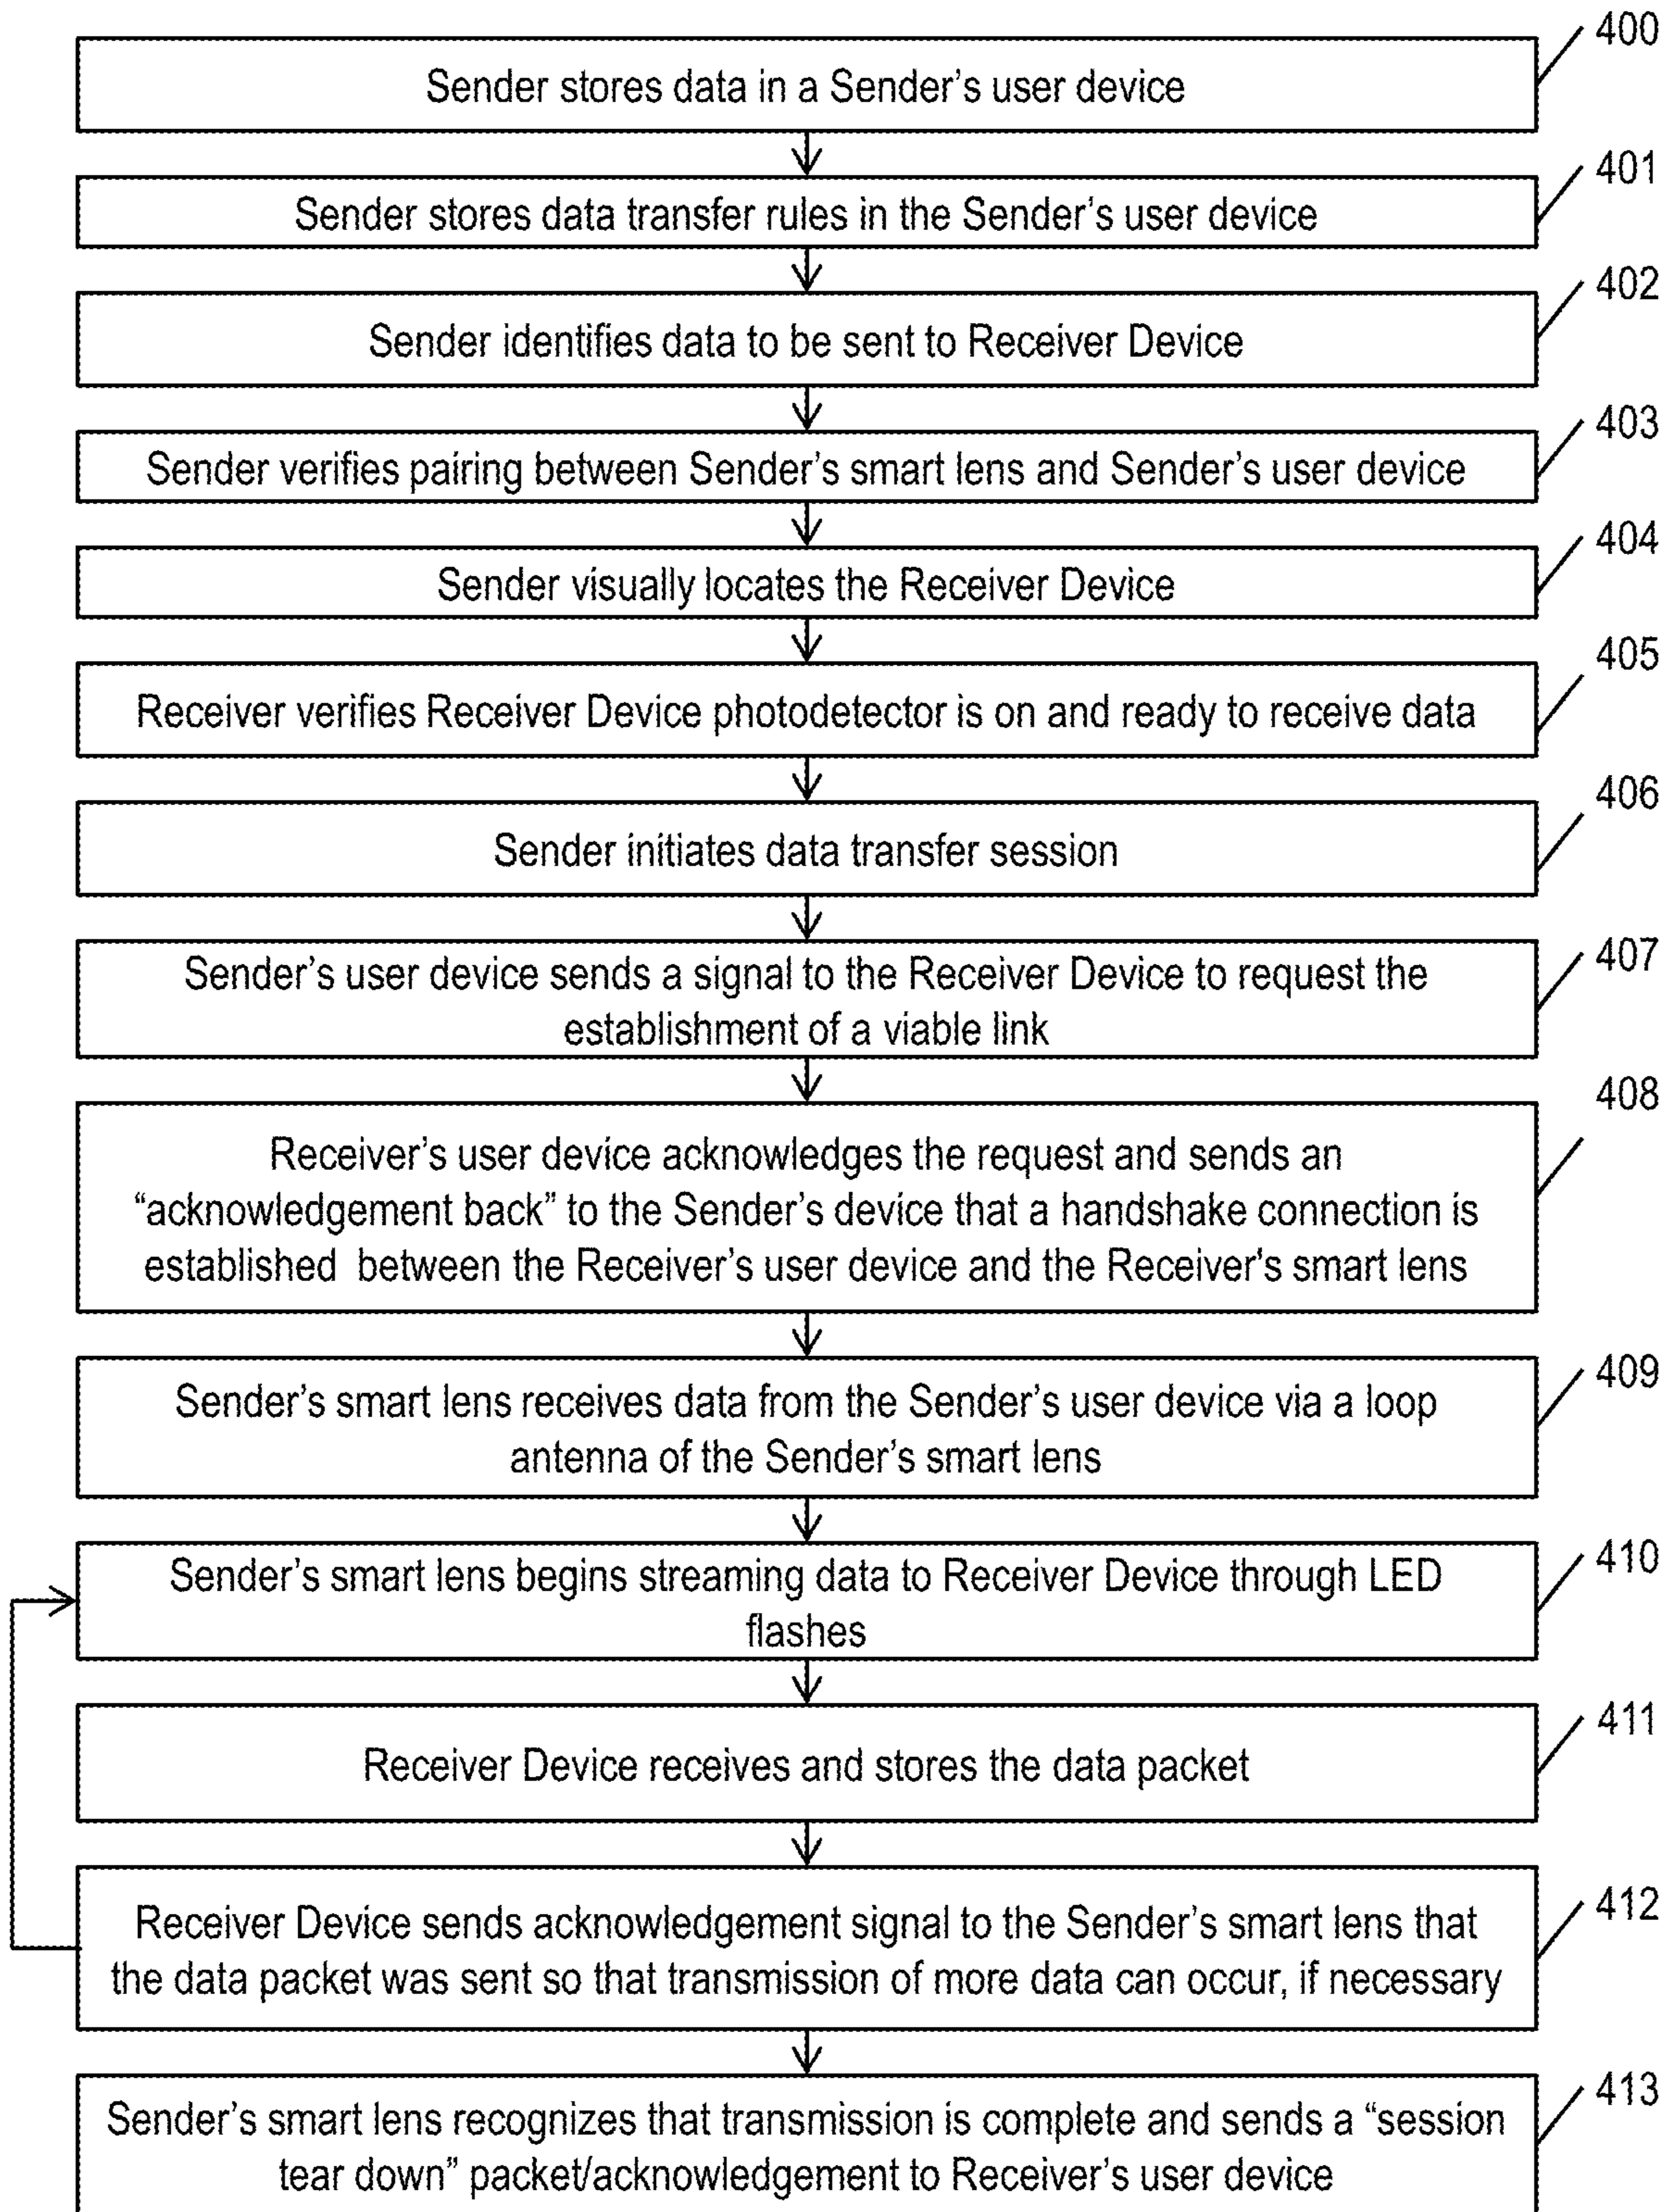 400
Sender stores data in a Sender’s user device
401
Sender stores data transfer rules in the Sender’s user device
402
Sender identifies data to be sent to Receiver Device
403
Sender verifies pairing between Sender’s smart lens and Sender’s user device
404
Sender visually locates the Receiver Device
405
Receiver verifies Receiver Device photodetector is on and ready to receive data
406
Sender initiates data transfer session
407
Sender’s user device sends a signal to the Receiver Device to request the
establishment of a viable link
408
Receiver’s user device acknowledges the request and sends an
“acknowledgement back” to the Sender’s device that a handshake connection is
established between the Receiver’s user device and the Receiver's smart lens
409
Sender’s smart lens receives data from the Sender’s user device via a loop
antenna of the Sender’s smart lens
410
Sender’s smart lens begins streaming data to Receiver Device through LED
flashes
411
Receiver Device receives and stores the data packet
412
Receiver Device sends acknowledgement signal to the Sender’s smart lens that
the data packet was sent so that transmission of more data can occur, if necessary
413
Sender’s smart lens recognizes that transmission is complete and sends a “session
tear down” packet/acknowledgement to Receiver’s user device